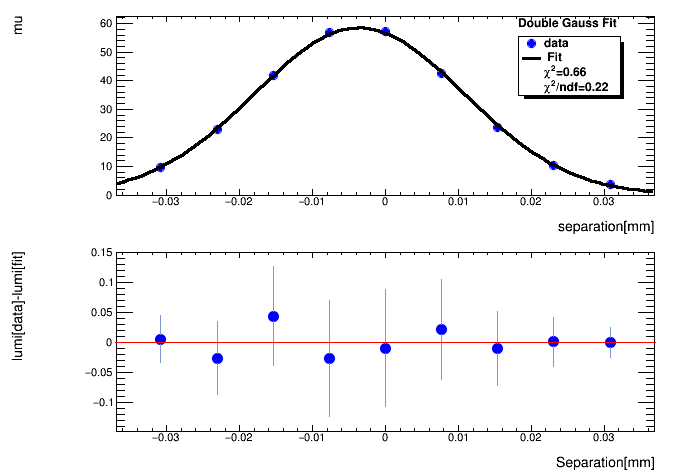 mu
Double Gauss Fit
data
Fit
χ²=0.66
χ²/ndf=0.22
60
50
40
30
20
10
0
−0.03 −0.02 −0.01 0 0.01 0.02 0.03
separation[mm]
lumi[data]-lumi[fit]
0.15
0.1
0.05
0
−0.05
−0.1
−0.03 −0.02 −0.01 0 0.01 0.02 0.03
Separation[mm]